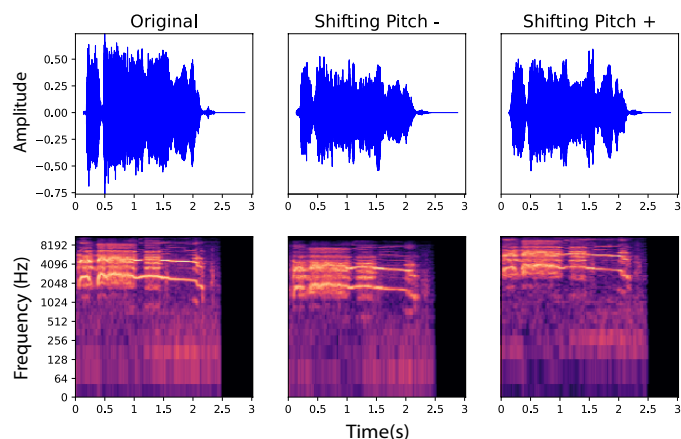 Original Shifting Pitch - Shifting Pitch +
Amplitude
0.50
0.25
0.00
−0.25
−0.50
−0.75
0 0.5 1 1.5 2 2.5 3 0 0.5 1 1.5 2 2.5 3 0 0.5 1 1.5 2 2.5 3
Frequency (Hz)
8192
4096
2048
1024
512
256
128
64
0
0 0.5 1 1.5 2 2.5 3 0 0.5 1 1.5 2 2.5 3 0 0.5 1 1.5 2 2.5 3
Time(s)